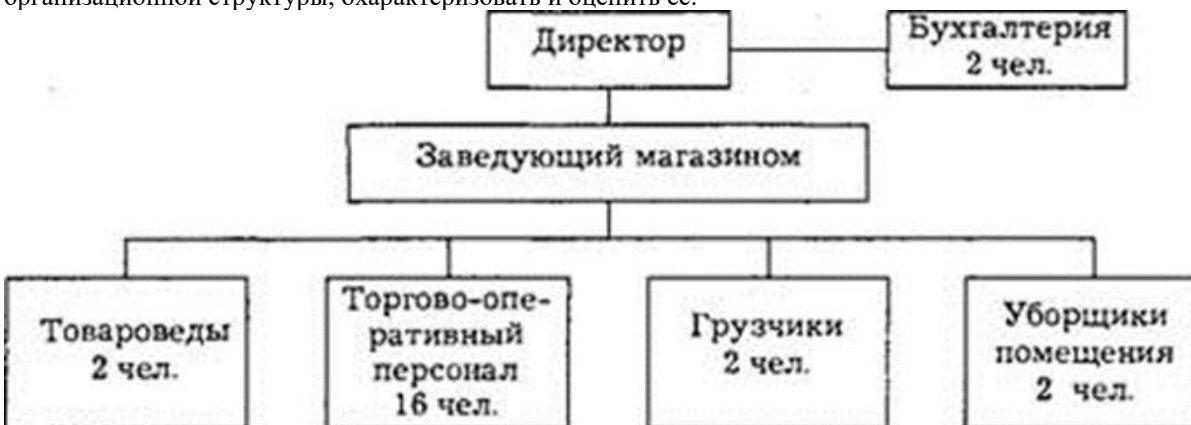 организационной структуры, охарактеризовать и оценить ее.
Директор
Бухгалтерия
2 чел.
Заведующий магазином
Товароведы
2 чел.
Торгово-опе-
ративный
персонал
16 чел.
Грузчики
2 чел.
Уборщики
помещения
2 чел.